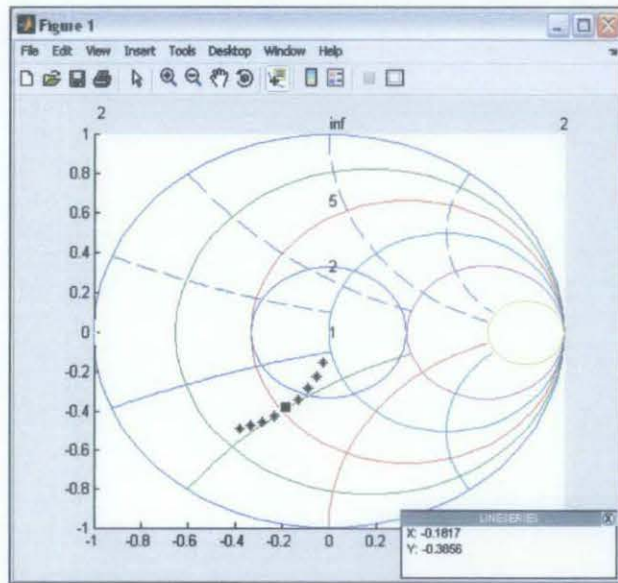 Figure 1
File Edit View Insert Tools Desktop Window Help
2 inf 2
1
0.8
0.6
5
0.4
2
0.2
0
1
-0.2
-0.4
-0.6
-0.8
-1
-1 -0.8 -0.6 -0.4 -0.2 0 0.2
LINESERIES
X: -0.1817
Y: -0.3856